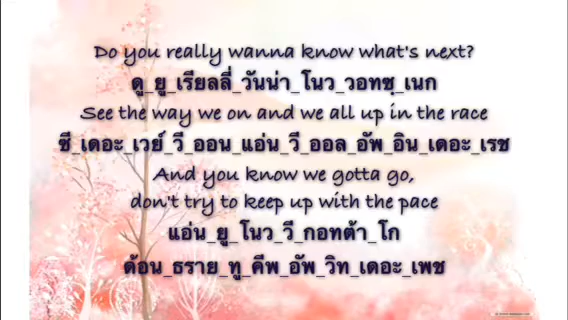 Do you really wanna know what's next?
ดู_ยู_เรียลลี่_วันน่า_โนว_วอทซฺ_เนก
See the way we on and we all up in the race
ซี_เดอะ_เวย์_วี_ออน_แอ่น_วี_ออล_อัพ_อิน_เดอะ_เรช
And you know we gotta go,
don't try to keep up with the pace
แอ่น_ยู_โนว_วี_กอทต้า_โก
ด้อน_ธราย_ทู_คีพ_อัพ_วิท_เดอะ_เพช